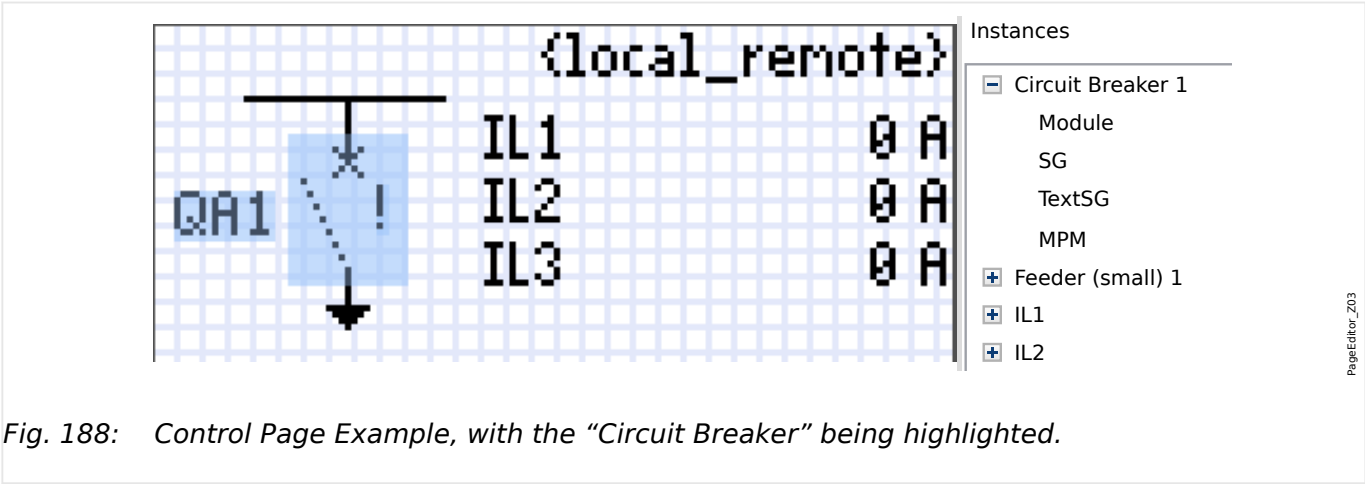 {local_remote}
IL1 0 A
QA1 !
IL2 0 A
IL3 0 A
Instances
Circuit Breaker 1
Module
SG
TextSG
MPM
Feeder (small) 1
IL1
IL2
PageEditor_Z03
Fig. 188: Control Page Example, with the “Circuit Breaker” being highlighted.